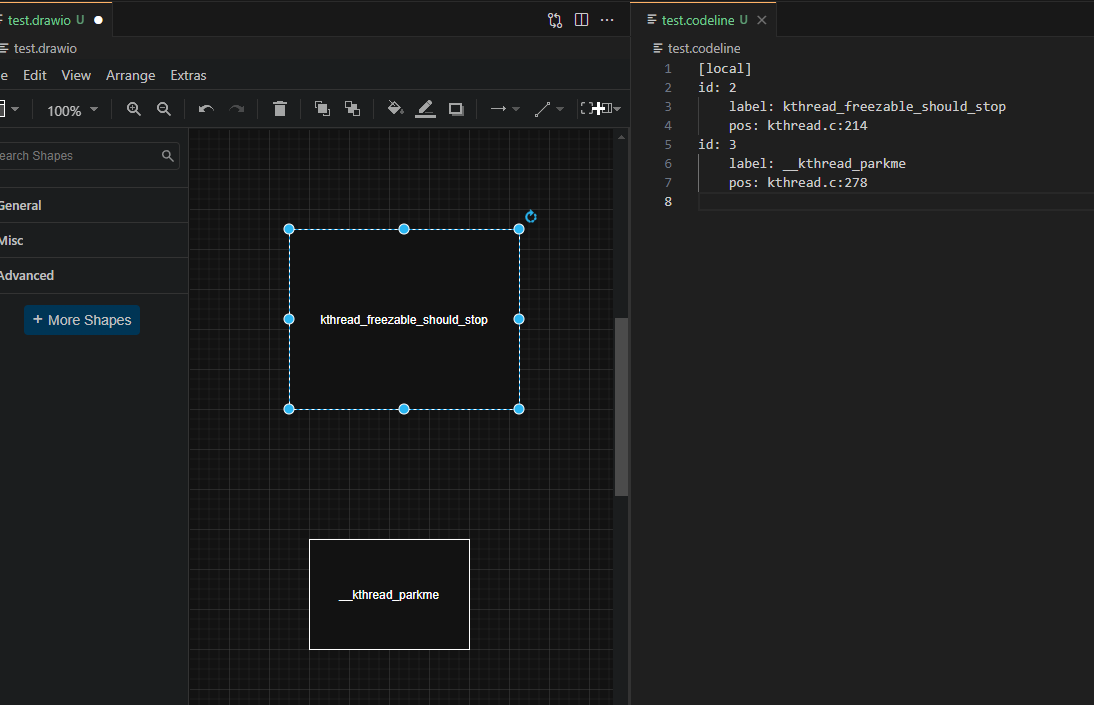 test.drawio U
test.drawio
e Edit View Arrange Extras
100%
earch Shapes
General
Misc
Advanced
+ More Shapes
kthread_freezable_should_stop
__kthread_parkme
test.codeline U
test.codeline
1 [local]
2 id: 2
3 label: kthread_freezable_should_stop
4 pos: kthread.c:214
5 id: 3
6 label: __kthread_parkme
7 pos: kthread.c:278
8